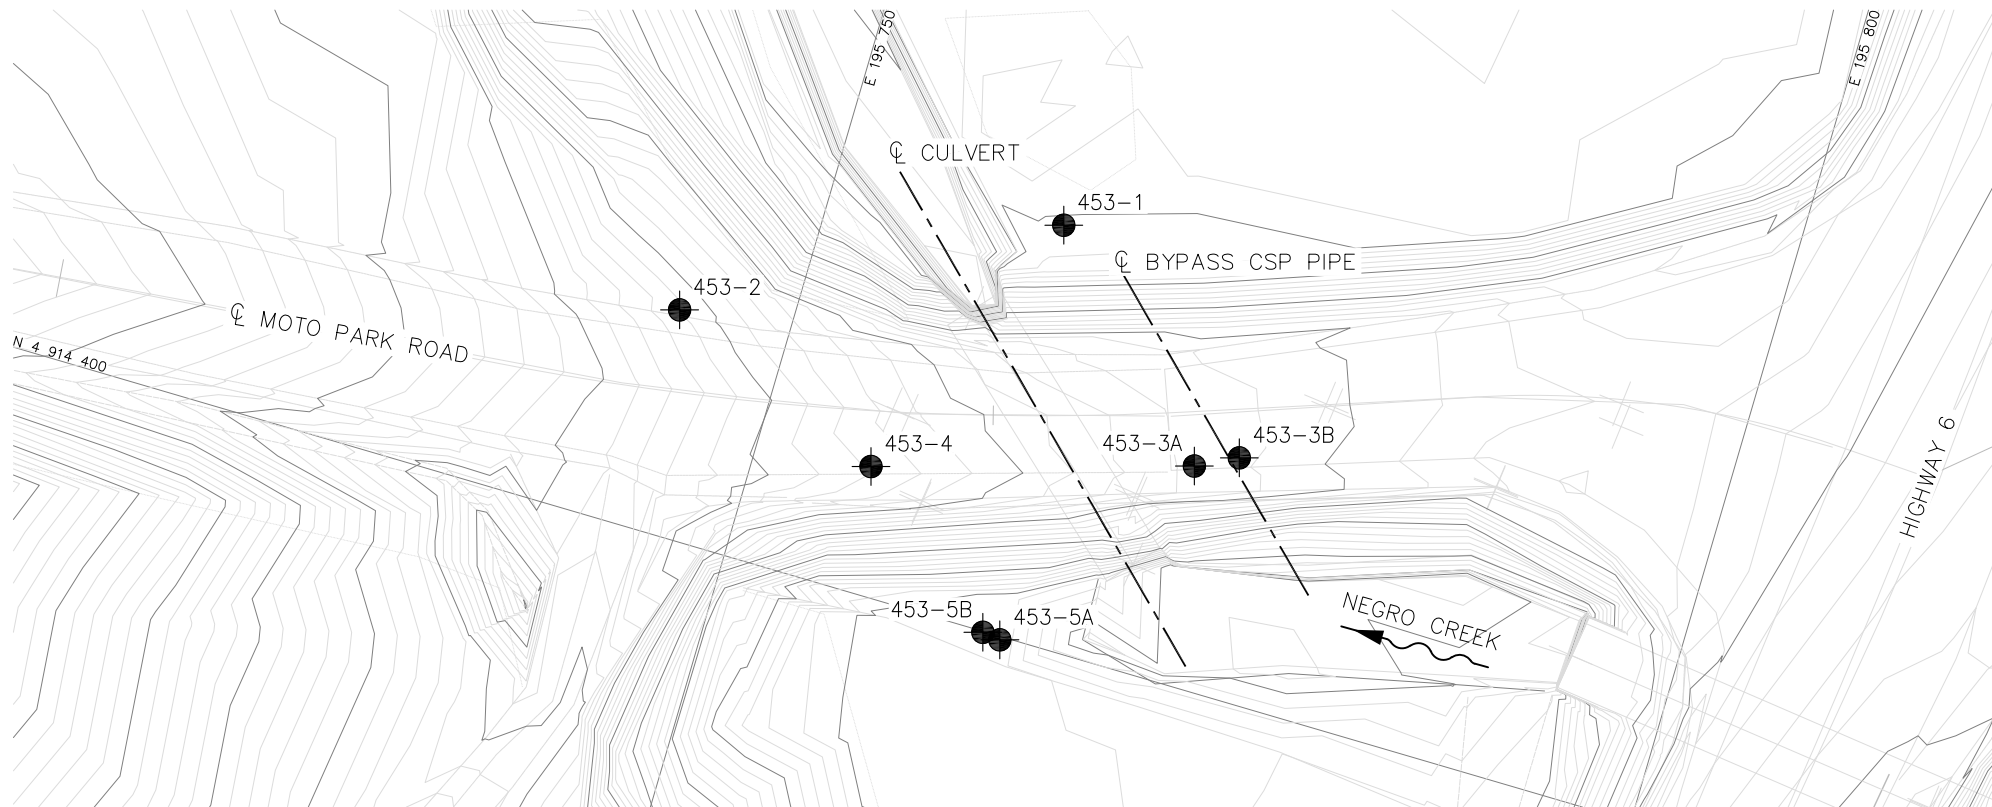 E 195 750
E 195 800
℄ CULVERT
453-1
℄ BYPASS CSP PIPE
453-2
℄ MOTO PARK ROAD
N 4 914 400
453-4
453-3A
453-3B
HIGHWAY 6
453-5B
453-5A
NEGRO CREEK